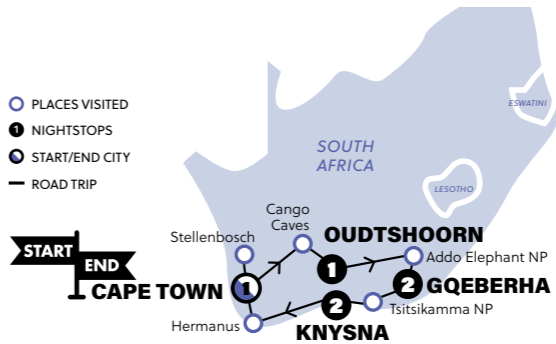 PLACES VISITED
1 NIGHTSTOPS
START/END CITY
ROAD TRIP
ESWATINI
SOUTH
AFRICA
LESOTHO
Cango
Caves
OUDTSHOORN
Stellenbosch
START
END
Addo Elephant NP
1
CAPE TOWN
1
2
GQEBERHA
Tsitsikamma NP
2
Hermanus
KNYSNA